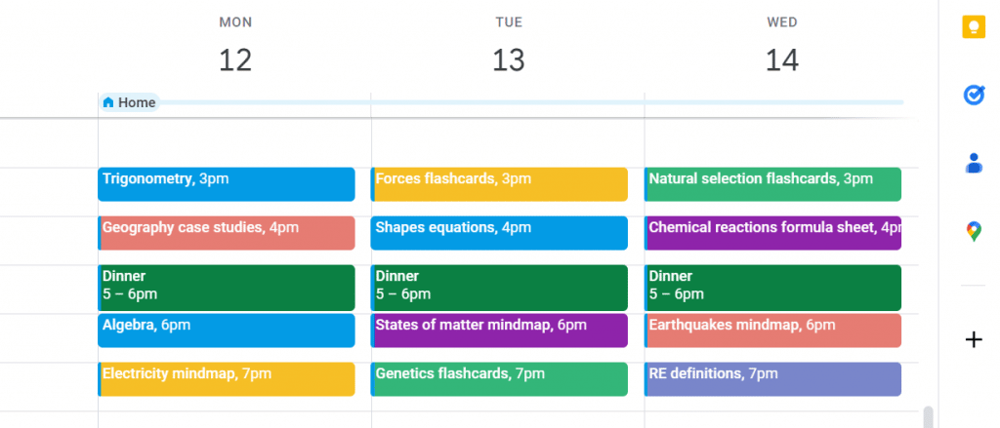 MON
12
TUE
13
WED
14
Home
Trigonometry, 3pm
Forces flashcards, 3pm
Natural selection flashcards, 3pm
Geography case studies, 4pm
Shapes equations, 4pm
Chemical reactions formula sheet, 4p
Dinner
5 – 6pm
Dinner
5 – 6pm
Dinner
5 – 6pm
Algebra, 6pm
States of matter mindmap, 6pm
Earthquakes mindmap, 6pm
Electricity mindmap, 7pm
Genetics flashcards, 7pm
RE definitions, 7pm